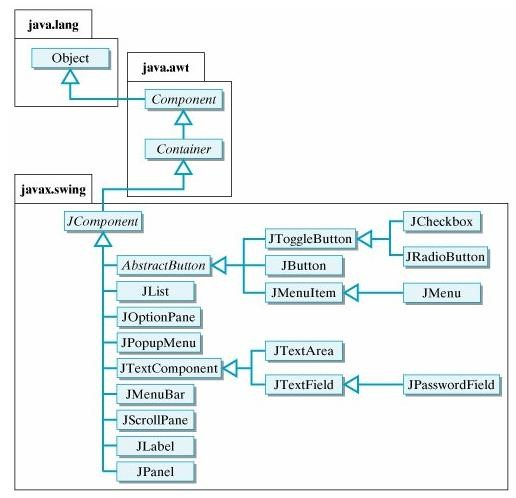 java.lang
Object
java.awt
Component
Container
javax.swing
JComponent
JCheckbox
JToggleButton
JRadioButton
AbstractButton
JButton
JMenuItem
JMenu
JList
JOptionPane
JPopupMenu
JTextArea
JTextComponent
JTextField
JPasswordField
JMenuBar
JScrollPane
JLabel
JPanel